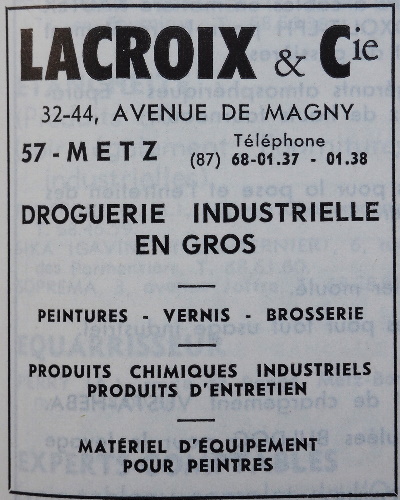 LACROIX & Cie
32-44, AVENUE DE MAGNY
57-METZ (87) Téléphone 68-01.37 - 01.38
DROGUERIE INDUSTRIELLE
EN GROS
PEINTURES - VERNIS - BROSSERIE
PRODUITS CHIMIQUES INDUSTRIELS
PRODUITS D'ENTRETIEN
MATÉRIEL D'ÉQUIPEMENT
POUR PEINTRES